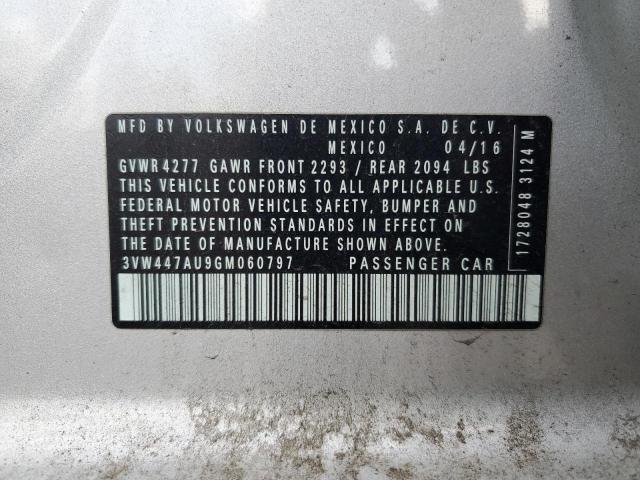 MFD BY VOLKSWAGEN DE MEXICO S.A. DE C.V.
MEXICO 04/16
GVWR 4277 GAWR FRONT 2293 / REAR 2094 LBS
THIS VEHICLE CONFORMS TO ALL APPLICABLE U.S.
FEDERAL MOTOR VEHICLE SAFETY, BUMPER AND
THEFT PREVENTION STANDARDS IN EFFECT ON
THE DATE OF MANUFACTURE SHOWN ABOVE.
3VW447AU9GM060797 PASSENGER CAR
1728048 3124 M